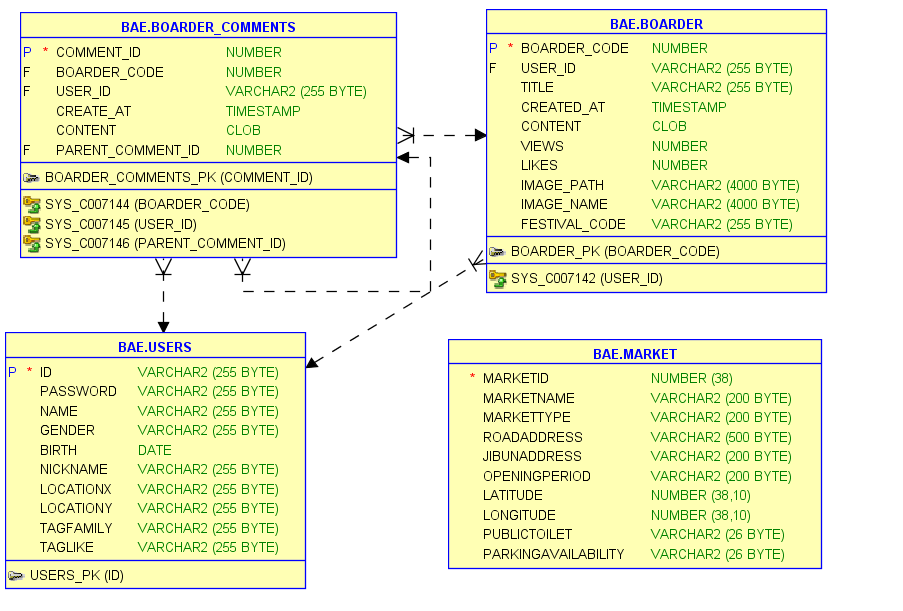 BAE.BOARDER_COMMENTS
P * COMMENT_ID NUMBER
F BOARDER_CODE NUMBER
F USER_ID VARCHAR2 (255 BYTE)
CREATE_AT TIMESTAMP
CONTENT CLOB
F PARENT_COMMENT_ID NUMBER
BOARDER_COMMENTS_PK (COMMENT_ID)
SYS_C007144 (BOARDER_CODE)
SYS_C007145 (USER_ID)
SYS_C007146 (PARENT_COMMENT_ID)
BAE.BOARDER
P * BOARDER_CODE NUMBER
F USER_ID VARCHAR2 (255 BYTE)
TITLE VARCHAR2 (255 BYTE)
CREATED_AT TIMESTAMP
CONTENT CLOB
VIEWS NUMBER
LIKES NUMBER
IMAGE_PATH VARCHAR2 (4000 BYTE)
IMAGE_NAME VARCHAR2 (4000 BYTE)
FESTIVAL_CODE VARCHAR2 (255 BYTE)
BOARDER_PK (BOARDER_CODE)
SYS_C007142 (USER_ID)
BAE.USERS
P * ID VARCHAR2 (255 BYTE)
PASSWORD VARCHAR2 (255 BYTE)
NAME VARCHAR2 (255 BYTE)
GENDER VARCHAR2 (255 BYTE)
BIRTH DATE
NICKNAME VARCHAR2 (255 BYTE)
LOCATIONX VARCHAR2 (255 BYTE)
LOCATIONY VARCHAR2 (255 BYTE)
TAGFAMILY VARCHAR2 (255 BYTE)
TAGLIKE VARCHAR2 (255 BYTE)
USERS_PK (ID)
BAE.MARKET
* MARKETID NUMBER (38)
MARKETNAME VARCHAR2 (200 BYTE)
MARKETTYPE VARCHAR2 (200 BYTE)
ROADADDRESS VARCHAR2 (500 BYTE)
JIBUNADDRESS VARCHAR2 (200 BYTE)
OPENINGPERIOD VARCHAR2 (200 BYTE)
LATITUDE NUMBER (38,10)
LONGITUDE NUMBER (38,10)
PUBLICTOILET VARCHAR2 (26 BYTE)
PARKINGAVAILABILITY VARCHAR2 (26 BYTE)